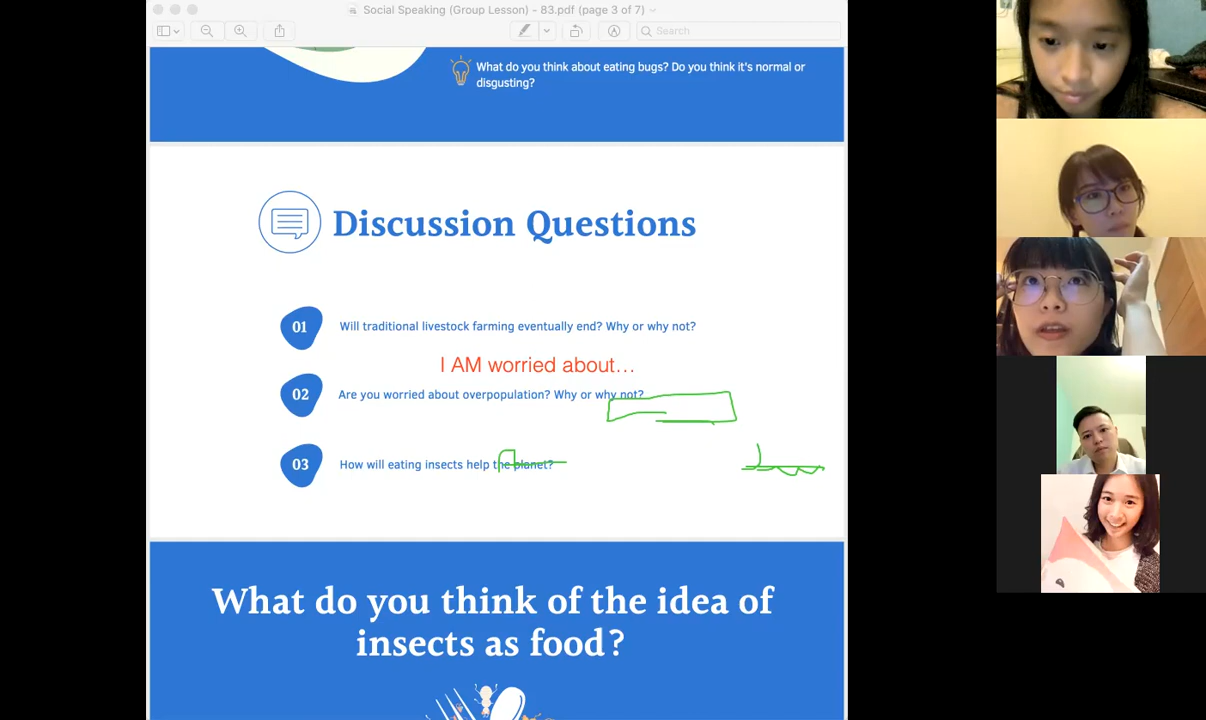 Social Speaking (Group Lesson) - 83.pdf (page 3 of 7)
Search
What do you think about eating bugs? Do you think it's normal or
disgusting?
Discussion Questions
01 Will traditional livestock farming eventually end? Why or why not?
I AM worried about...
02 Are you worried about overpopulation? Why or why not?
03 How will eating insects help the planet?
What do you think of the idea of
insects as food?